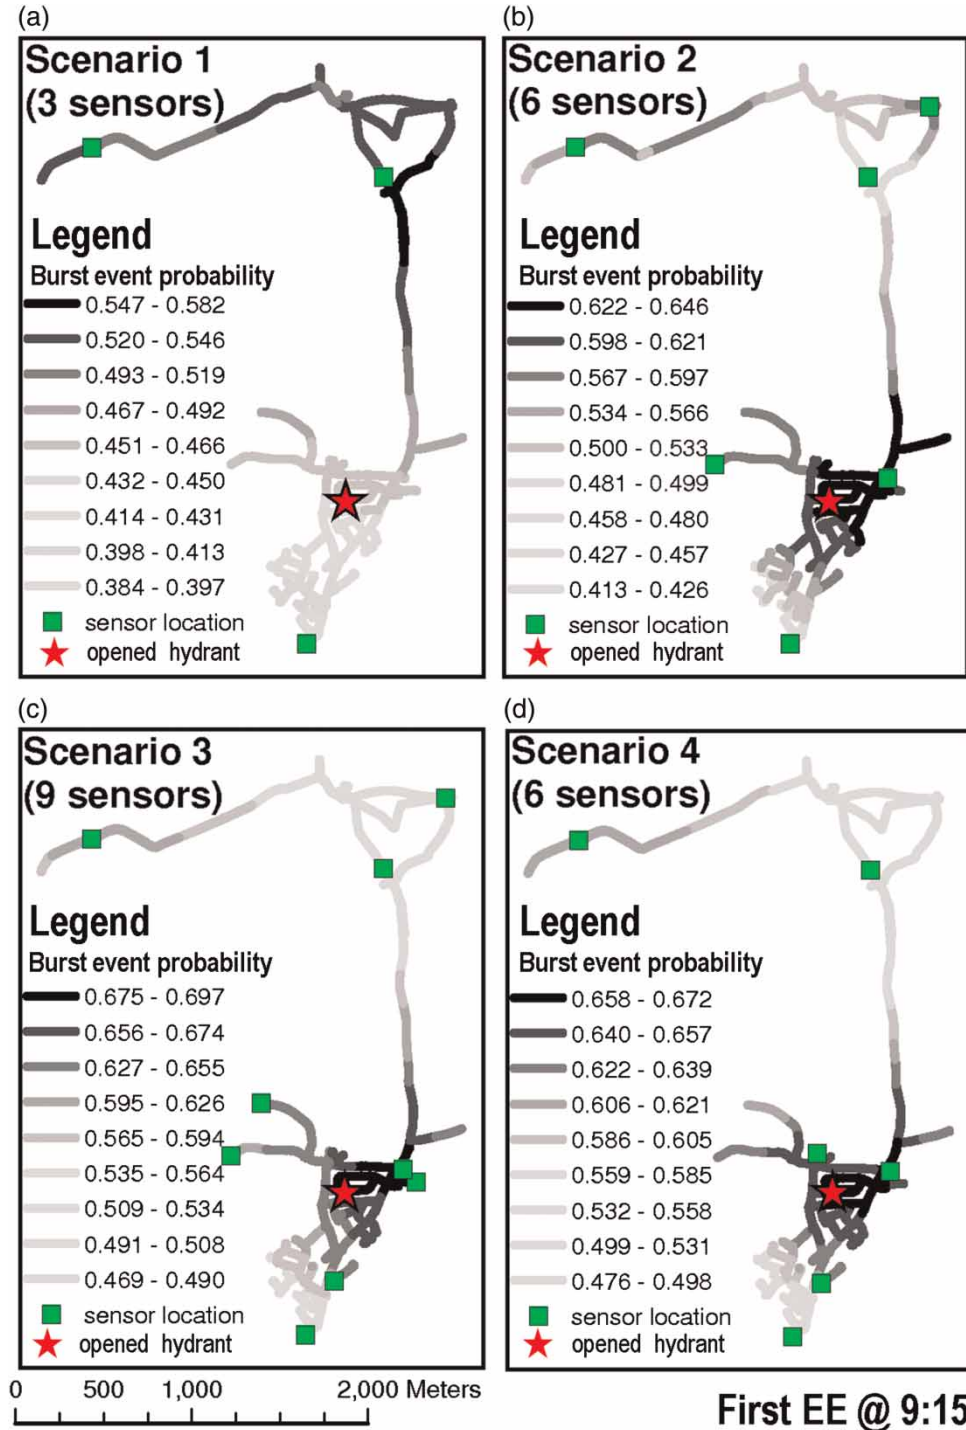 (a)
Scenario 1
(3 sensors)
Legend
Burst event probability
0.547 - 0.582
0.520 - 0.546
0.493 - 0.519
0.467 - 0.492
0.451 - 0.466
0.432 - 0.450
0.414 - 0.431
0.398 - 0.413
0.384 - 0.397
sensor location
opened hydrant
(b)
Scenario 2
(6 sensors)
Legend
Burst event probability
0.622 - 0.646
0.598 - 0.621
0.567 - 0.597
0.534 - 0.566
0.500 - 0.533
0.481 - 0.499
0.458 - 0.480
0.427 - 0.457
0.413 - 0.426
sensor location
opened hydrant
(c)
Scenario 3
(9 sensors)
Legend
Burst event probability
0.675 - 0.697
0.656 - 0.674
0.627 - 0.655
0.595 - 0.626
0.565 - 0.594
0.535 - 0.564
0.509 - 0.534
0.491 - 0.508
0.469 - 0.490
sensor location
opened hydrant
(d)
Scenario 4
(6 sensors)
Legend
Burst event probability
0.658 - 0.672
0.640 - 0.657
0.622 - 0.639
0.606 - 0.621
0.586 - 0.605
0.559 - 0.585
0.532 - 0.558
0.499 - 0.531
0.476 - 0.498
sensor location
opened hydrant
0 500 1,000 2,000 Meters
First EE @ 9:15